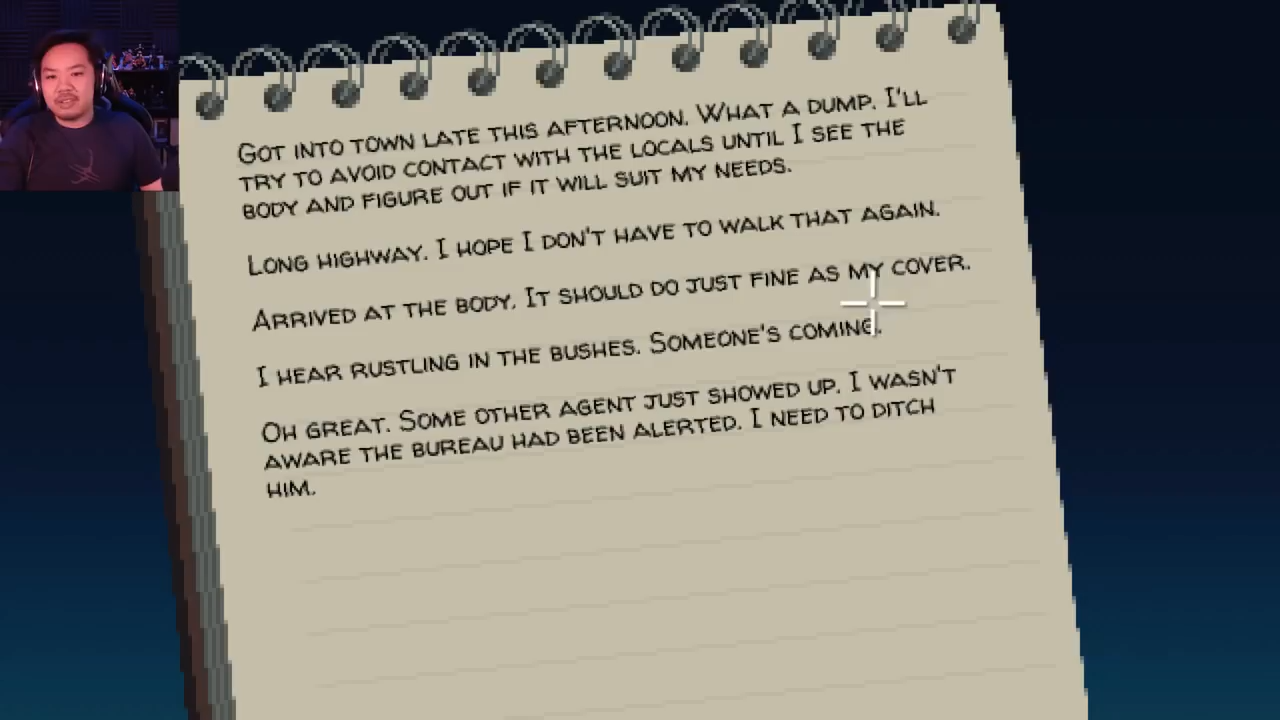 GOT INTO TOWN LATE THIS AFTERNOON. WHAT A DUMP. I'LL
TRY TO AVOID CONTACT WITH THE LOCALS UNTIL I SEE THE
BODY AND FIGURE OUT IF IT WILL SUIT MY NEEDS.
LONG HIGHWAY. I HOPE I DON'T HAVE TO WALK THAT AGAIN.
ARRIVED AT THE BODY. IT SHOULD DO JUST FINE AS MY COVER.
I HEAR RUSTLING IN THE BUSHES. SOMEONE'S COMING.
OH GREAT. SOME OTHER AGENT JUST SHOWED UP. I WASN'T
AWARE THE BUREAU HAD BEEN ALERTED. I NEED TO DITCH
HIM.